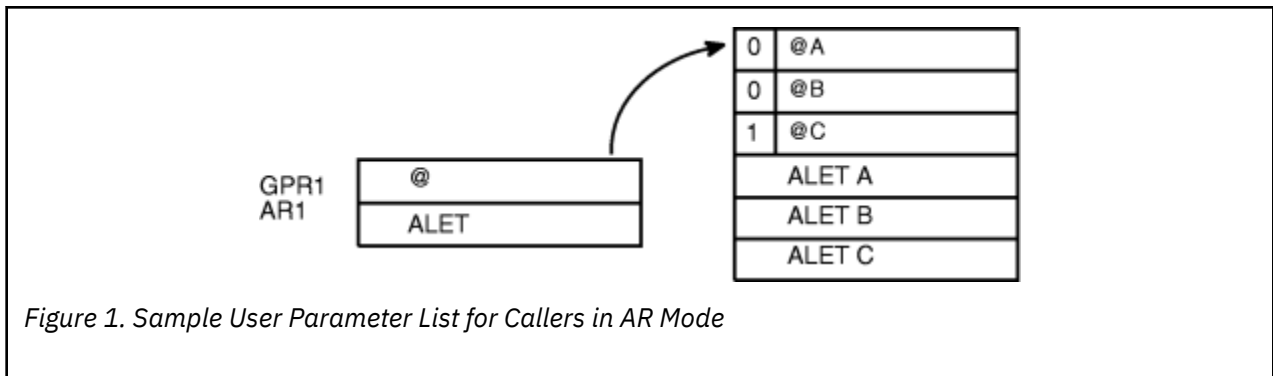 0 @A
0 @B
1 @C
GPR1 @
AR1 ALET
ALET A
ALET B
ALET C
Figure 1. Sample User Parameter List for Callers in AR Mode